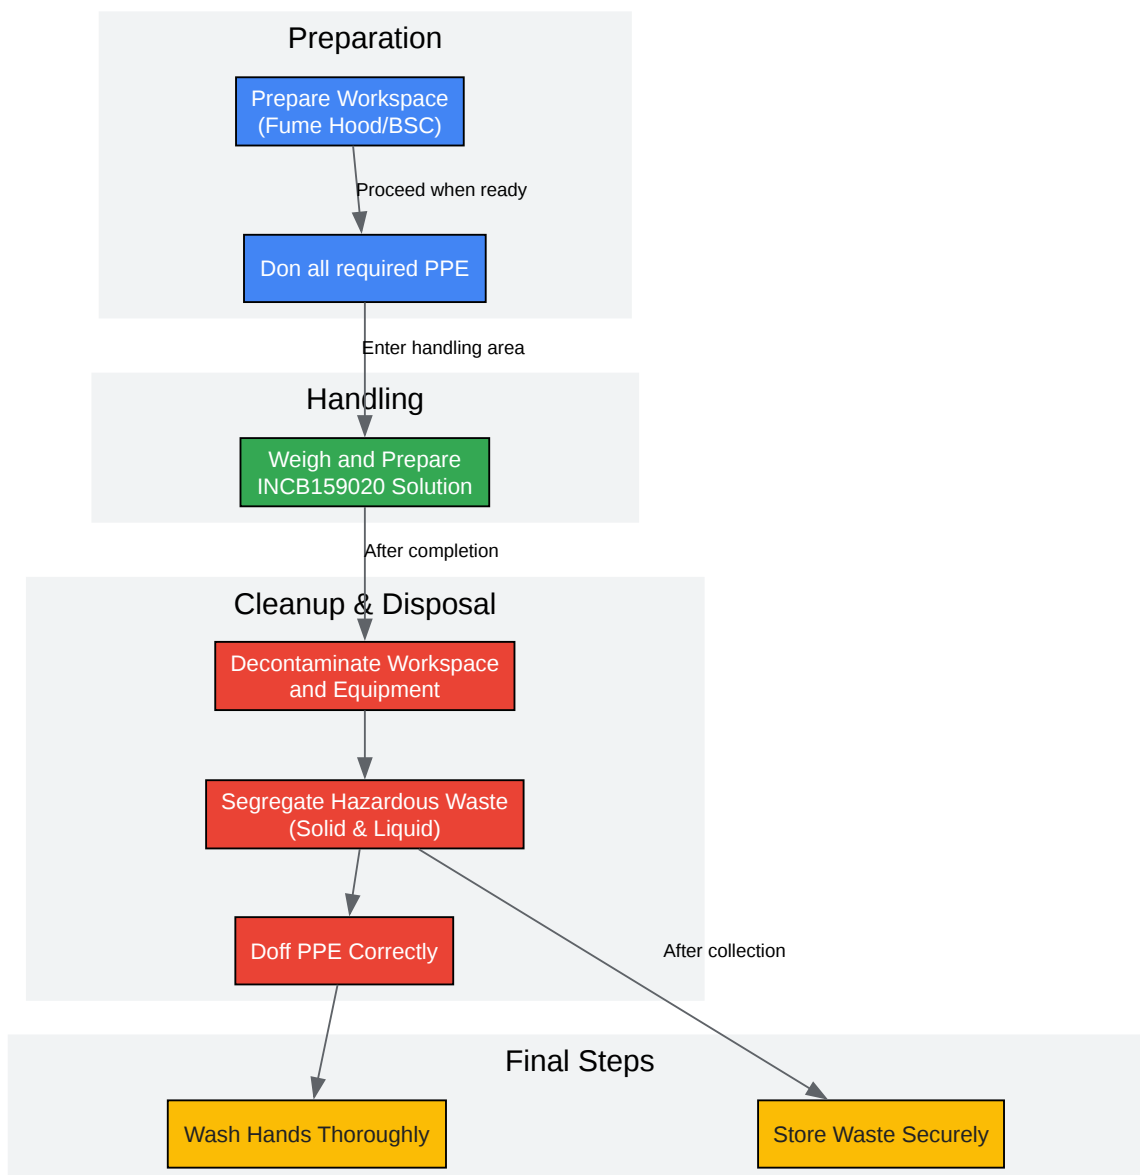 Preparation
Prepare Workspace
(Fume Hood/BSC)
Proceed when ready
Don all required PPE
Enter handling area
Handling
Weigh and Prepare
INCB159020 Solution
After completion
Cleanup & Disposal
Decontaminate Workspace
and Equipment
Segregate Hazardous Waste
(Solid & Liquid)
Doff PPE Correctly
After collection
Final Steps
Wash Hands Thoroughly
Store Waste Securely